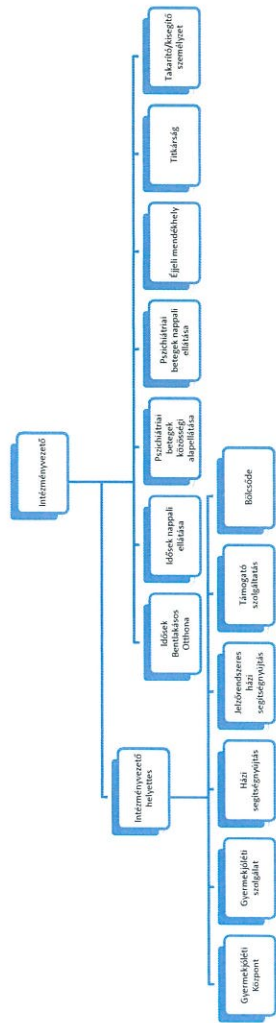 Intézményvezető
Intézményvezető
helyettes
Idősek
Bentlakásos
Otthona
Idősek nappali
ellátása
Pszichiátriai
betegek
közösségi
alapellátása
Pszichiátriai
betegek nappali
ellátása
Éjjeli mendékhely
Titkárság
Takarító/kisegítő
személyzet
Gyermekjóléti
Központ
Gyermekjóléti
szolgálat
Házi
segítségnyújtás
Jelzőrendszeres
házi
segítségnyújtás
Támogató
szolgáltatás
Bölcsőde